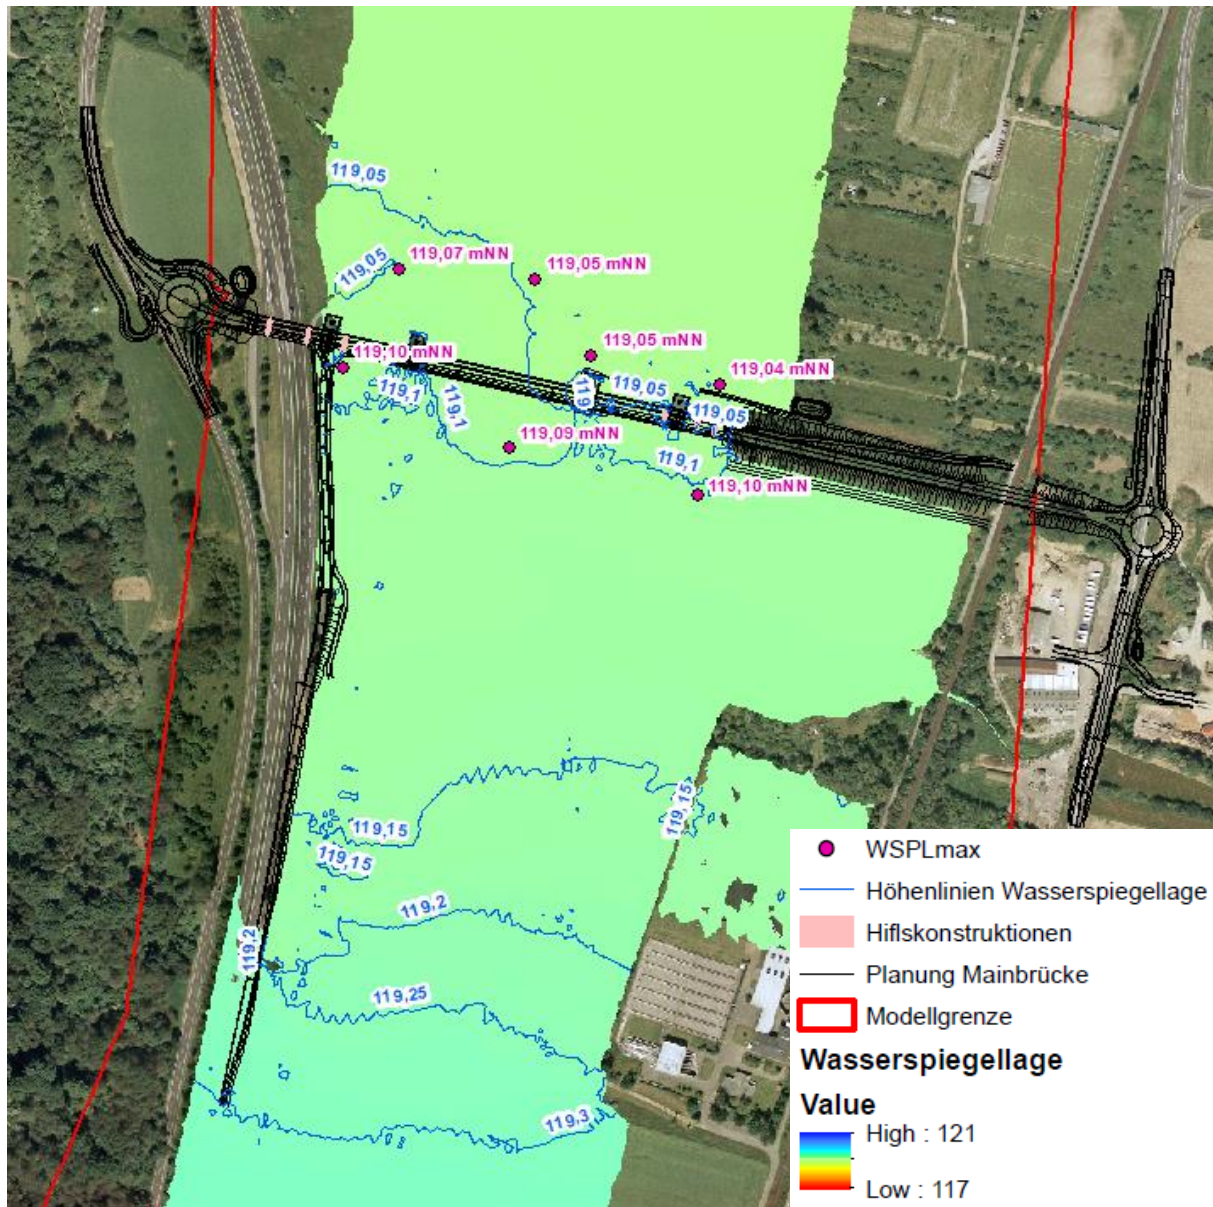 119,05
119,07 mNN
119,05 mNN
119,05
119,05 mNN
119,10 mNN
119,04 mNN
119,05
119,1
119
119,05
119,1
119,09 mNN
119,1
119,10 mNN
119,15
119,15
119,15
119,2
119,2
119,25
119,3
WSPLmax
Höhenlinien Wasserspiegellage
Hiflskonstruktionen
Planung Mainbrücke
Modellgrenze
Wasserspiegellage
Value
High : 121
Low : 117